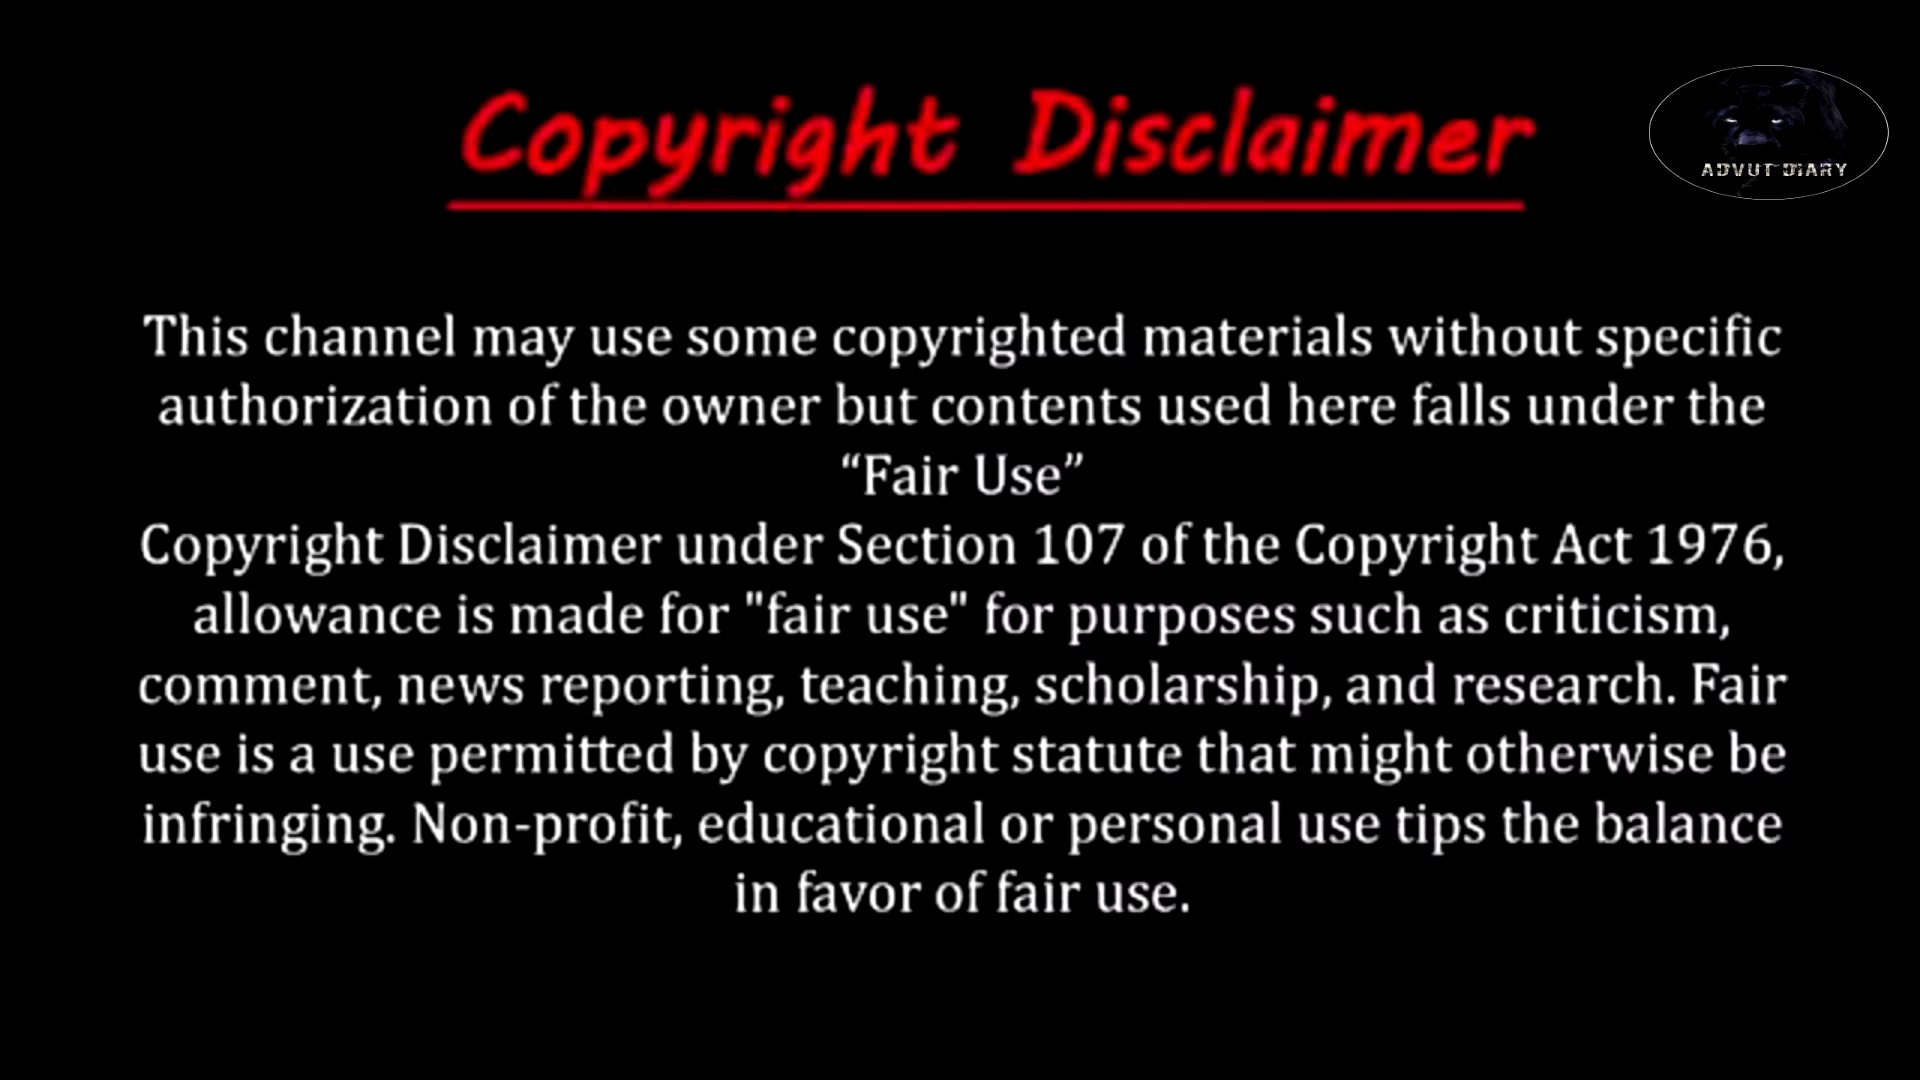 Copyright Disclaimer
ADVUT DIARY
This channel may use some copyrighted materials without specific
authorization of the owner but contents used here falls under the
“Fair Use”
Copyright Disclaimer under Section 107 of the Copyright Act 1976,
allowance is made for "fair use" for purposes such as criticism,
comment, news reporting, teaching, scholarship, and research. Fair
use is a use permitted by copyright statute that might otherwise be
infringing. Non-profit, educational or personal use tips the balance
in favor of fair use.